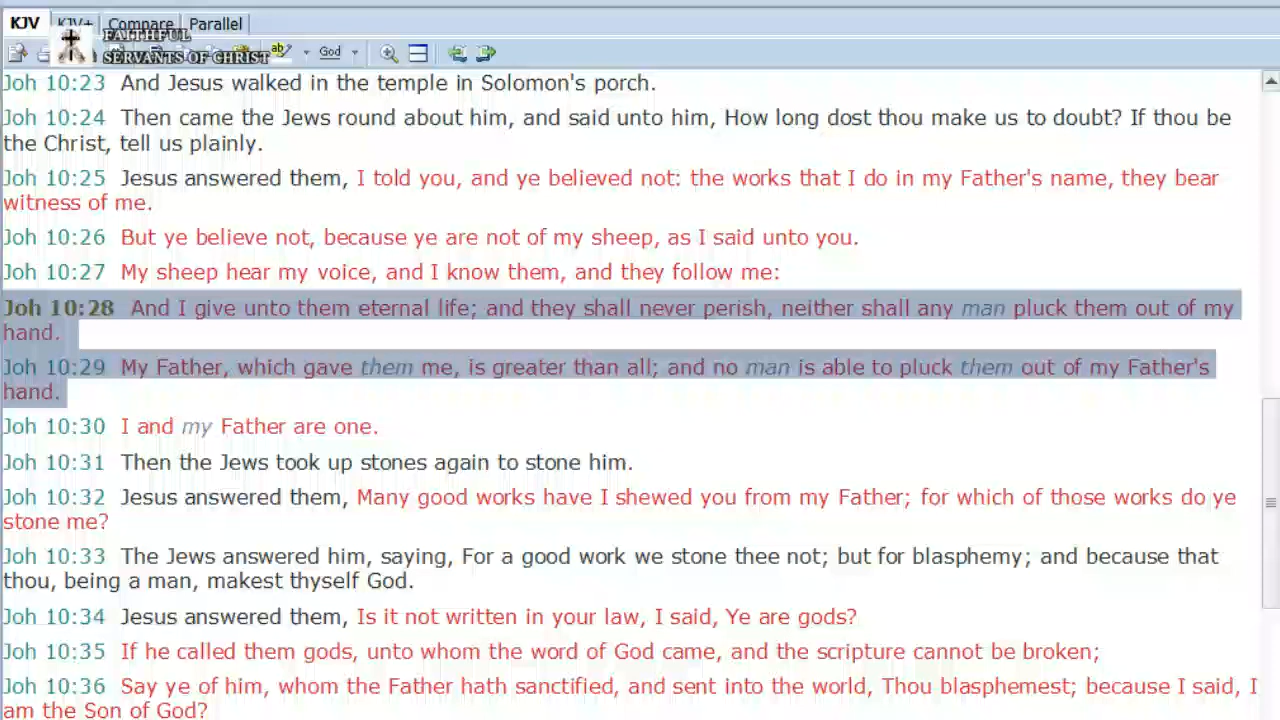 KJV KJV+ Compare Parallel
FAITHFUL
SERVANTS OF CHRIST
ab God
Joh 10:23 And Jesus walked in the temple in Solomon's porch.
Joh 10:24 Then came the Jews round about him, and said unto him, How long dost thou make us to doubt? If thou be
the Christ, tell us plainly.
Joh 10:25 Jesus answered them, I told you, and ye believed not: the works that I do in my Father's name, they bear
witness of me.
Joh 10:26 But ye believe not, because ye are not of my sheep, as I said unto you.
Joh 10:27 My sheep hear my voice, and I know them, and they follow me:
Joh 10:28 And I give unto them eternal life; and they shall never perish, neither shall any man pluck them out of my
hand.
Joh 10:29 My Father, which gave them me, is greater than all; and no man is able to pluck them out of my Father's
hand.
Joh 10:30 I and my Father are one.
Joh 10:31 Then the Jews took up stones again to stone him.
Joh 10:32 Jesus answered them, Many good works have I shewed you from my Father; for which of those works do ye
stone me?
Joh 10:33 The Jews answered him, saying, For a good work we stone thee not; but for blasphemy; and because that
thou, being a man, makest thyself God.
Joh 10:34 Jesus answered them, Is it not written in your law, I said, Ye are gods?
Joh 10:35 If he called them gods, unto whom the word of God came, and the scripture cannot be broken;
Joh 10:36 Say ye of him, whom the Father hath sanctified, and sent into the world, Thou blasphemest; because I said, I
am the Son of God?